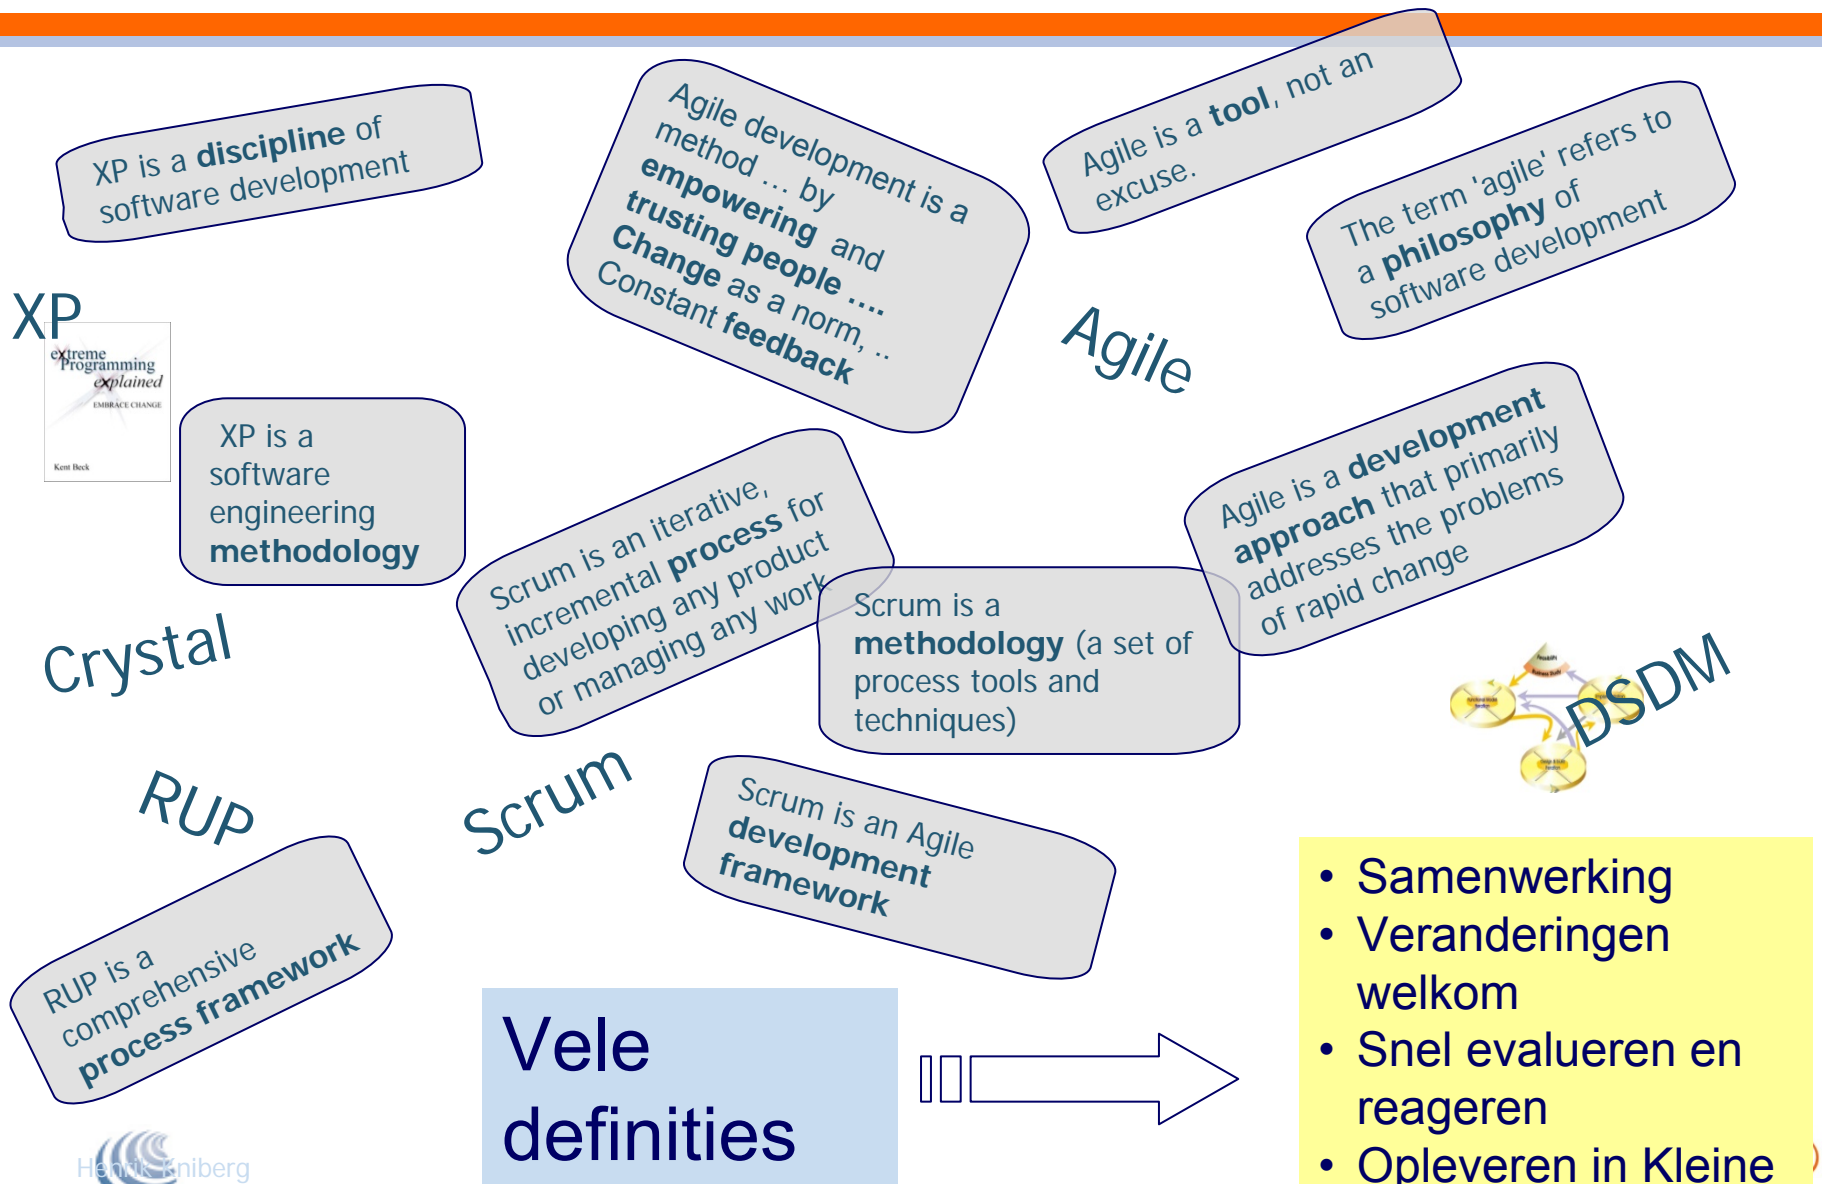 XP is a discipline of
software development
Agile development is a
method ... by
empowering and
trusting people ....
Change as a norm, ..
Constant feedback
Agile is a tool, not an
excuse.
The term 'agile' refers to
a philosophy of
software development
XP
eXtreme
Programming
explained
EMBRACE CHANGE
Kent Beck
Agile
XP is a
software
engineering
methodology
Scrum is an iterative,
incremental process for
developing any product
or managing any work
Agile is a development
approach that primarily
addresses the problems
of rapid change
Scrum is a
methodology (a set of
process tools and
techniques)
Crystal
DSDM
RUP
Scrum
Scrum is an Agile
development
framework
RUP is a
comprehensive
process framework
Vele
definities
• Samenwerking
• Veranderingen
welkom
• Snel evalueren en
reageren
• Opleveren in Kleine
Henrik Kniberg